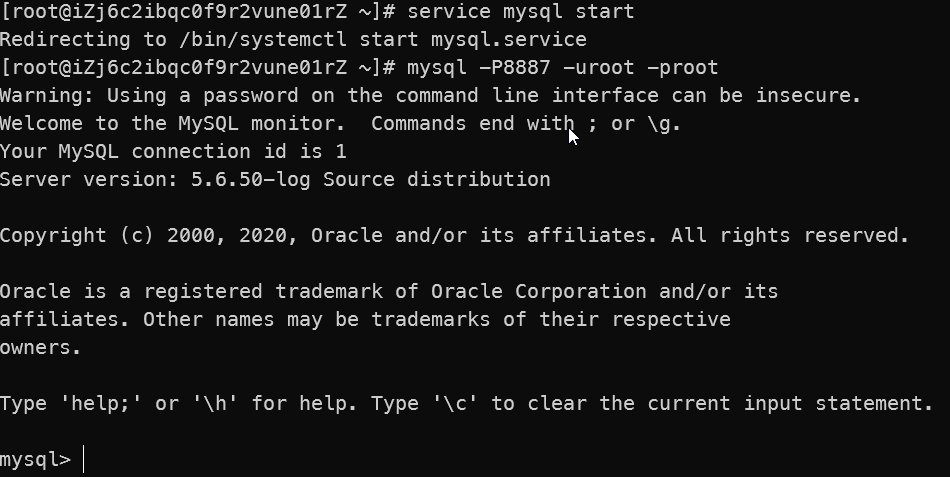 [root@iZj6c2ibqc0f9r2vune01rZ ~]# service mysql start
Redirecting to /bin/systemctl start mysql.service
[root@iZj6c2ibqc0f9r2vune01rZ ~]# mysql -P8887 -uroot -proot
Warning: Using a password on the command line interface can be insecure.
Welcome to the MySQL monitor.  Commands end with ; or \g.
Your MySQL connection id is 1
Server version: 5.6.50-log Source distribution
Copyright (c) 2000, 2020, Oracle and/or its affiliates. All rights reserved.
Oracle is a registered trademark of Oracle Corporation and/or its
affiliates. Other names may be trademarks of their respective
owners.
Type 'help;' or '\h' for help. Type '\c' to clear the current input statement.
mysql>